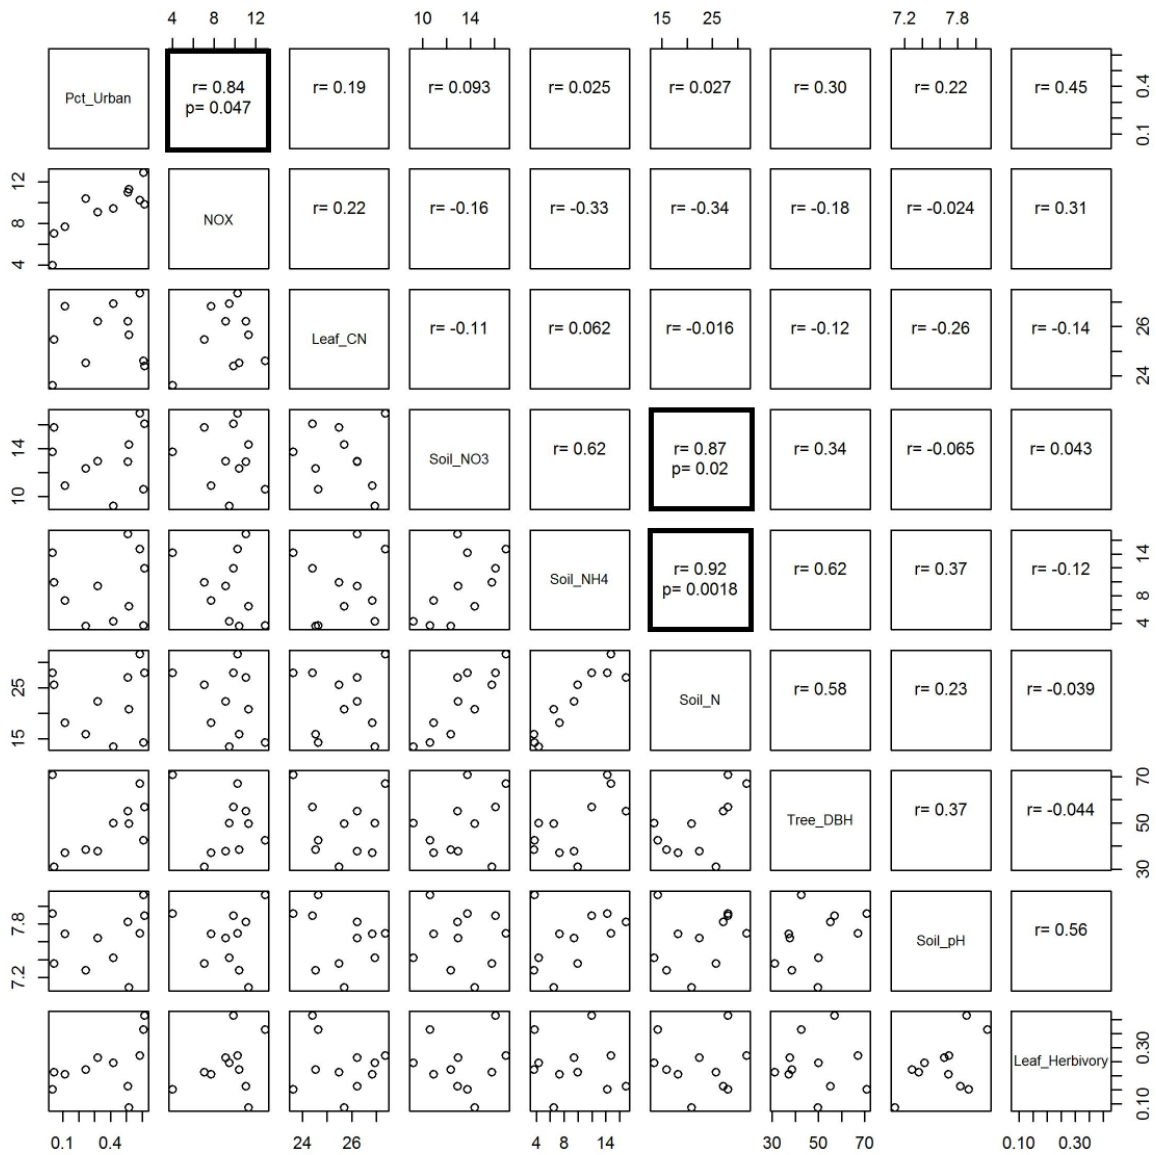 4 8 12 10 14 15 25 7.2 7.8
Pct_Urban r= 0.84 r= 0.19 r= 0.093 r= 0.025 r= 0.027 r= 0.30 r= 0.22 r= 0.45 0.1 0.4
p= 0.047
4 8 12 NOX r= 0.22 r= -0.16 r= -0.33 r= -0.34 r= -0.18 r= -0.024 r= 0.31
Leaf_CN r= -0.11 r= 0.062 r= -0.016 r= -0.12 r= -0.26 r= -0.14 24 26
10 14 Soil_NO3 r= 0.62 r= 0.87 r= 0.34 r= -0.065 r= 0.043
p= 0.02
Soil_NH4 r= 0.92 r= 0.62 r= 0.37 r= -0.12 4 8 14
p= 0.0018
15 25 Soil_N r= 0.58 r= 0.23 r= -0.039
Tree_DBH r= 0.37 r= -0.044 30 50 70
7.2 7.8 Soil_pH r= 0.56
Leaf_Herbivory 0.10 0.30
0.1 0.4 24 26 4 8 14 30 50 70 0.10 0.30